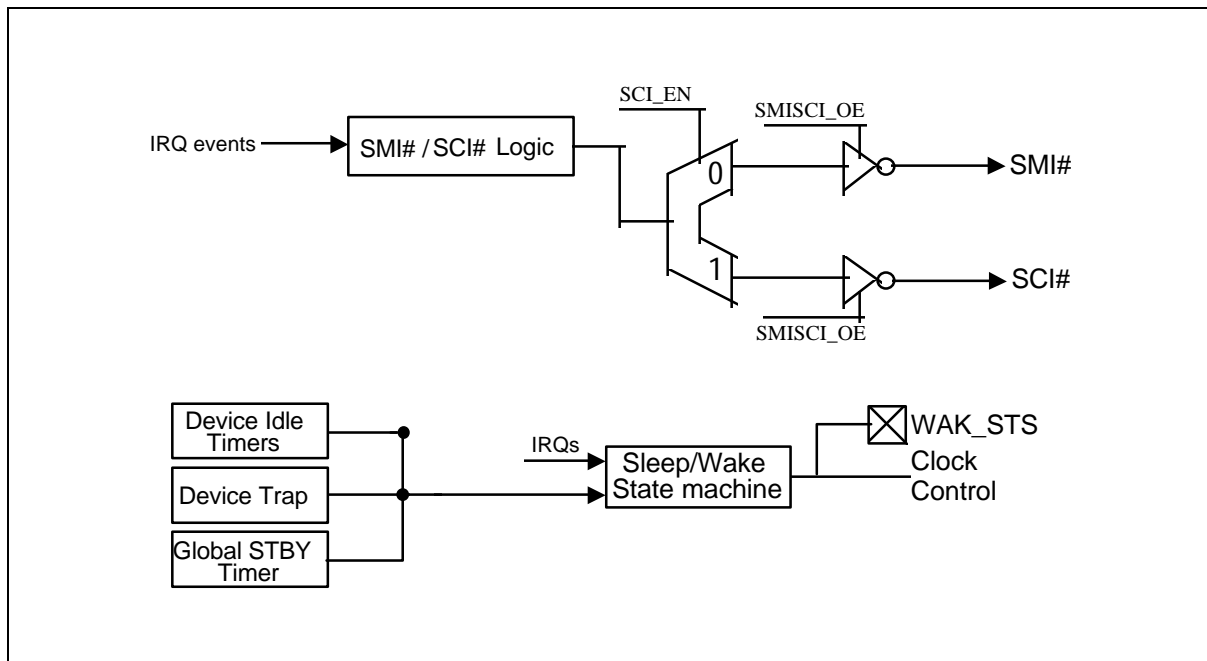 SCI_EN
SMISCI_OE
IRQ events
SMI# / SCI# Logic
0
SMI#
1
SCI#
SMISCI_OE
Device Idle
Timers
WAK_STS
IRQs
Sleep/Wake
State machine
Clock
Control
Device Trap
Global STBY
Timer